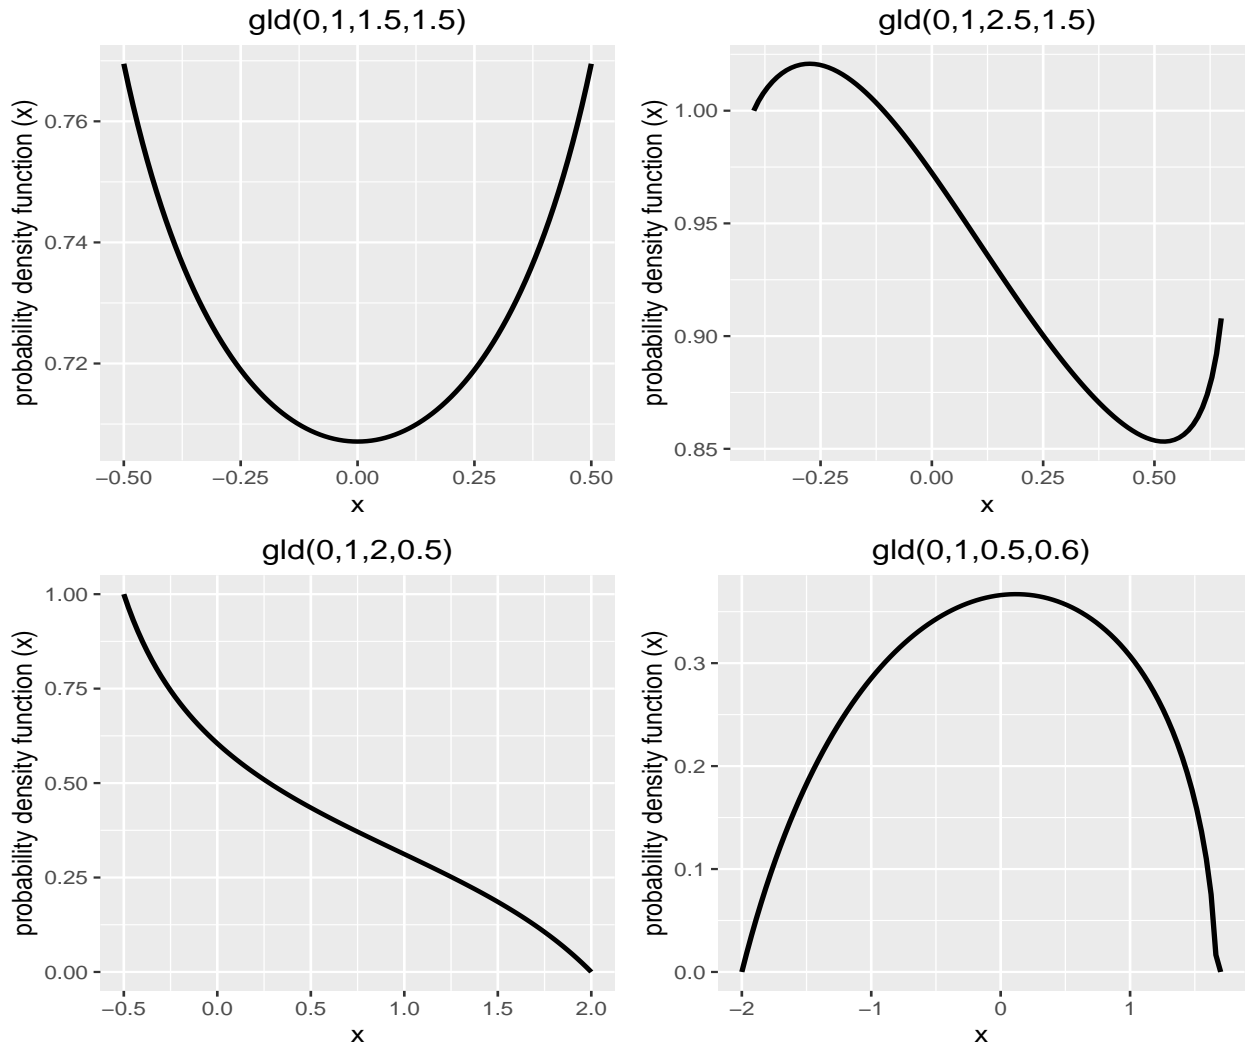 gld(0,1,1.5,1.5)
probability density function (x)
0.76
0.74
0.72
−0.50
−0.25
0.00
0.25
0.50
x
gld(0,1,2.5,1.5)
probability density function (x)
1.00
0.95
0.90
0.85
−0.25
0.00
0.25
0.50
x
gld(0,1,2,0.5)
probability density function (x)
1.00
0.75
0.50
0.25
0.00
−0.5
0.0
0.5
1.0
1.5
2.0
x
gld(0,1,0.5,0.6)
probability density function (x)
0.3
0.2
0.1
0.0
−2
−1
0
1
x